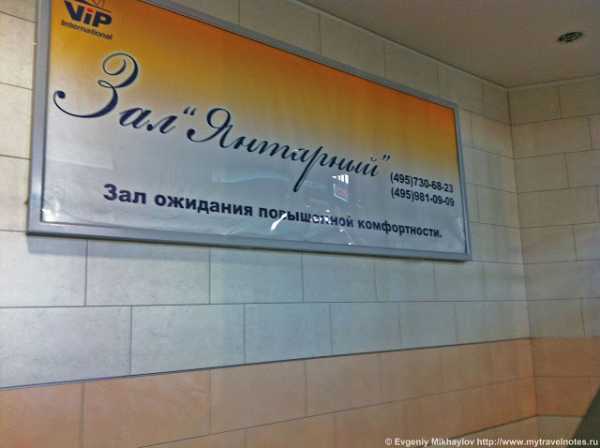 ViP
International
Зал "Янтарный"
(495)730-68-23
(495)981-09-09
Зал ожидания повышенной комфортности.
© Evgeniy Mikhaylov http://www.mytravelnotes.ru